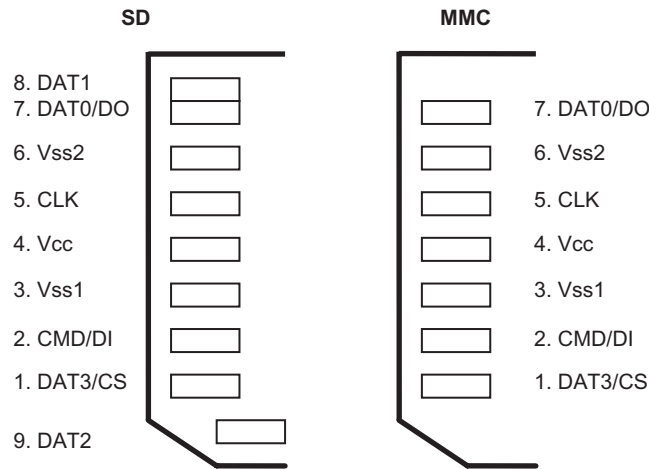 SD
8. DAT1
7. DAT0/DO
6. Vss2
5. CLK
4. Vcc
3. Vss1
2. CMD/DI
1. DAT3/CS
9. DAT2
MMC
7. DAT0/DO
6. Vss2
5. CLK
4. Vcc
3. Vss1
2. CMD/DI
1. DAT3/CS